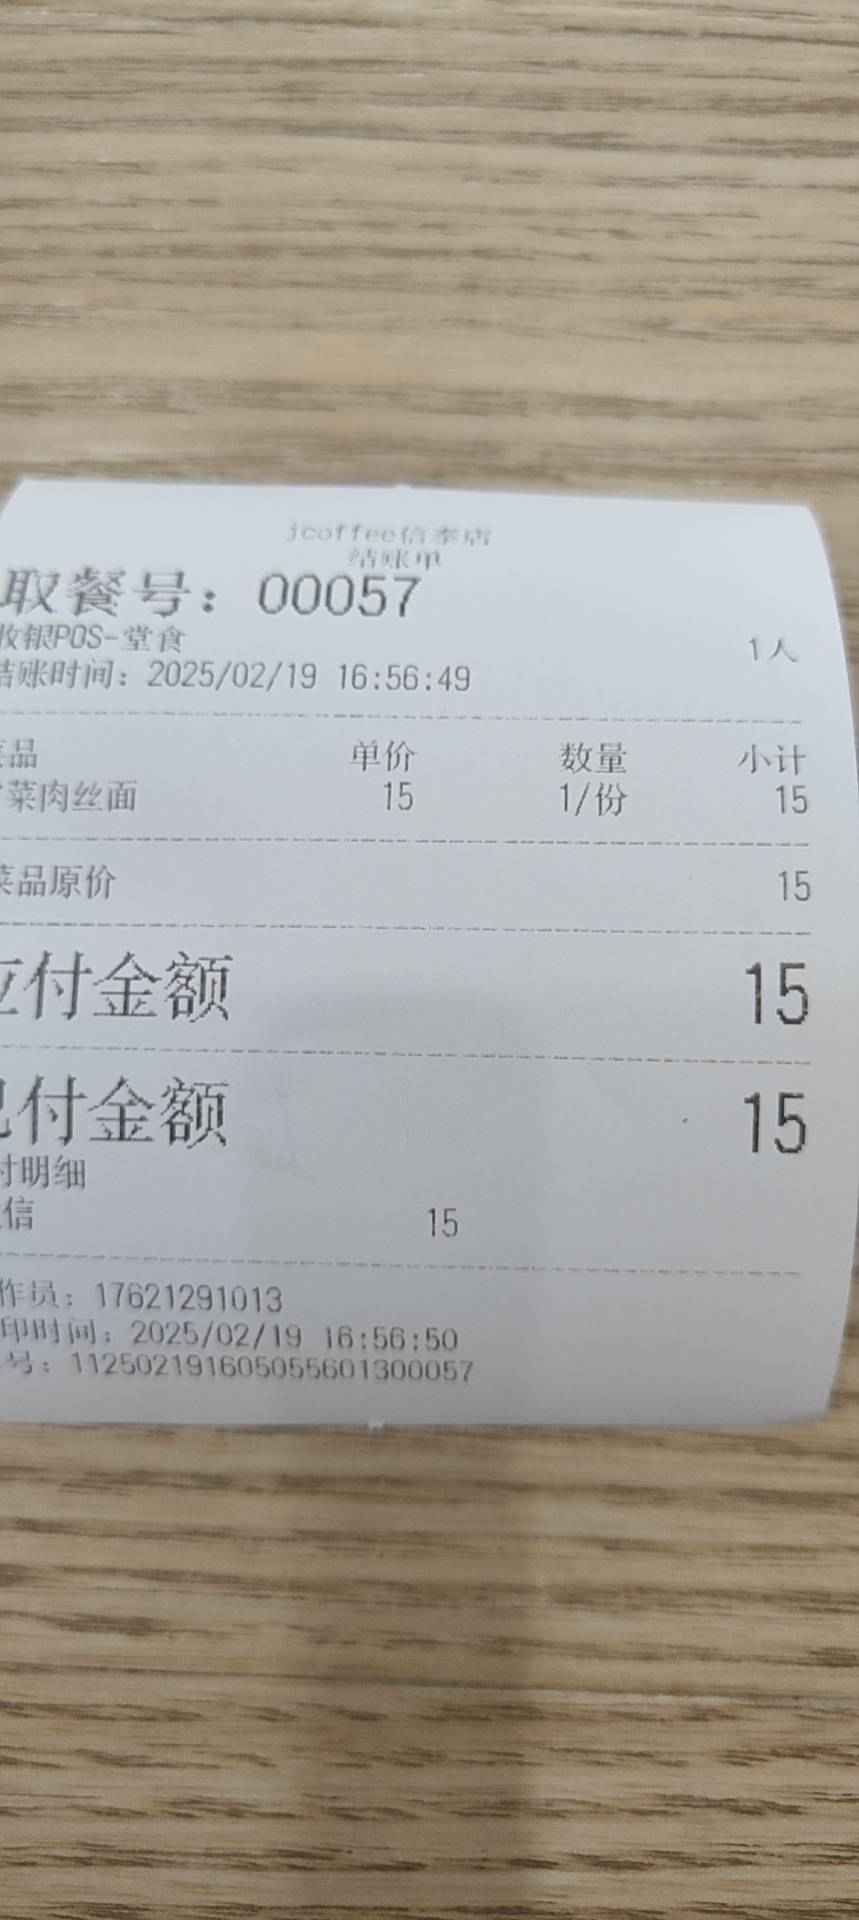 jcoffee信泰店
结账单
取餐号：00057
收银POS-堂食 1人
结账时间：2025/02/19 16:56:49
菜品 单价 数量 小计
菜肉丝面 15 1/份 15
菜品原价 15
应付金额 15
已付金额 15
付明细
信 15
作员：17621291013
印时间：2025/02/19 16:56:50
号：1125021916050556013​00057